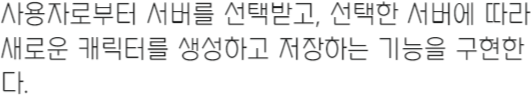 사용자로부터 서버를 선택받고, 선택한 서버에 따라
새로운 캐릭터를 생성하고 저장하는 기능을 구현한
다.